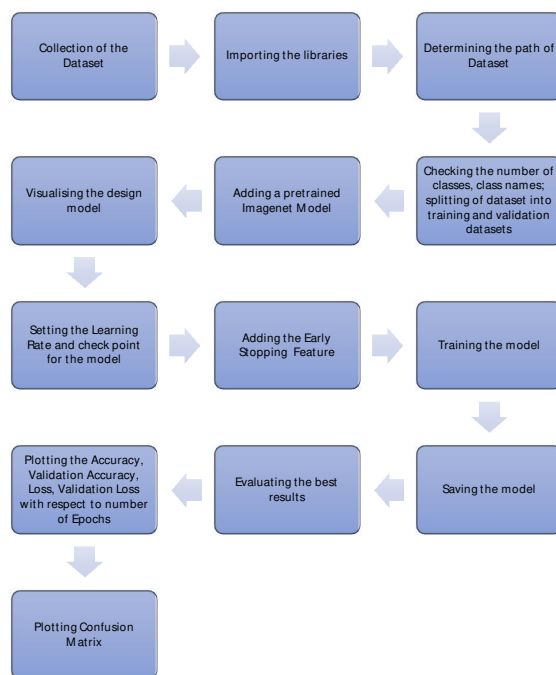 Collection of the
Dataset
Importing the libraries
Determining the path of
Dataset
Checking the number of
classes, class names;
splitting of dataset into
training and validation
datasets
Adding a pretrained
Imagenet Model
Visualising the design
model
Setting the Learning
Rate and check point
for the model
Adding the Early
Stopping Feature
Training the model
Saving the model
Evaluating the best
results
Plotting the Accuracy,
Validation Accuracy,
Loss, Validation Loss
with respect to number
of Epochs
Plotting Confusion
Matrix